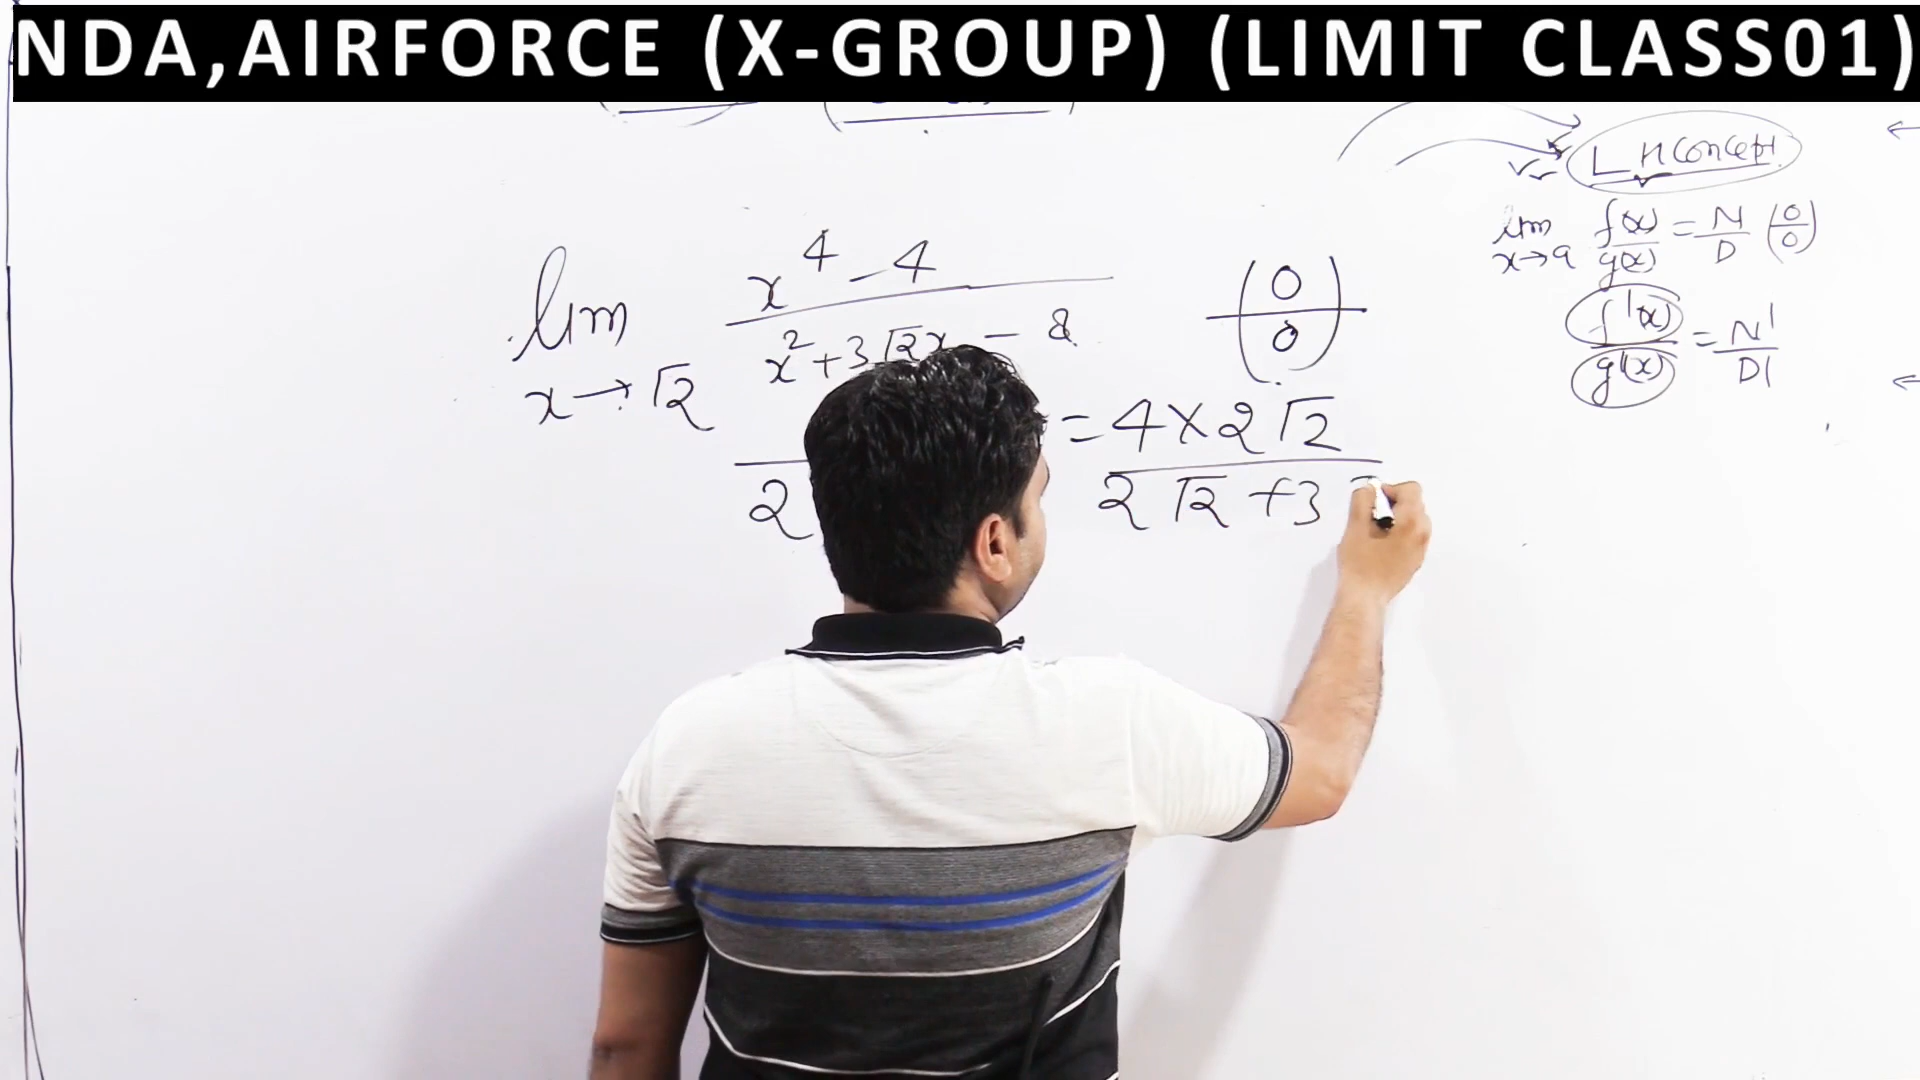 NDA,AIRFORCE (X-GROUP) (LIMIT CLASS01)
L H Concept
lim x→a f(x)/g(x) = N/D (0/0)
f'(x)/g'(x) = N'/D'
lim x→√2 x⁴-4 / x²+3√2x - 8 (0/0)
2
= 4×2√2 / 2√2 +3